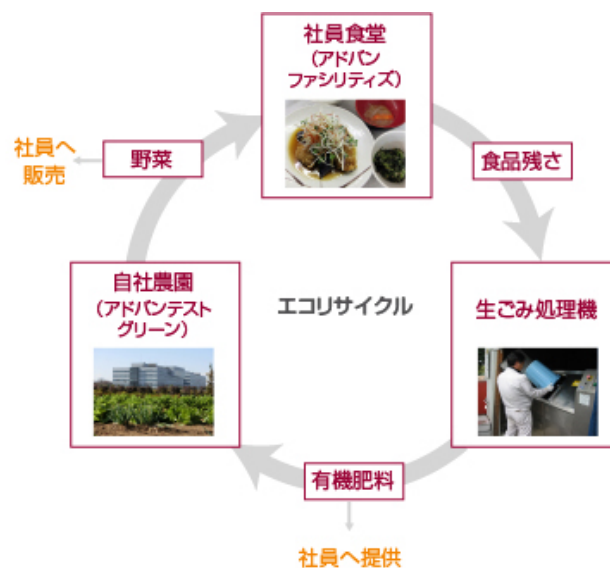 社員食堂
(アドバン
ファシリティズ)
食品残さ
生ごみ処理機
有機肥料
社員へ提供
自社農園
(アドバンテスト
グリーン)
野菜
社員へ
販売
エコリサイクル